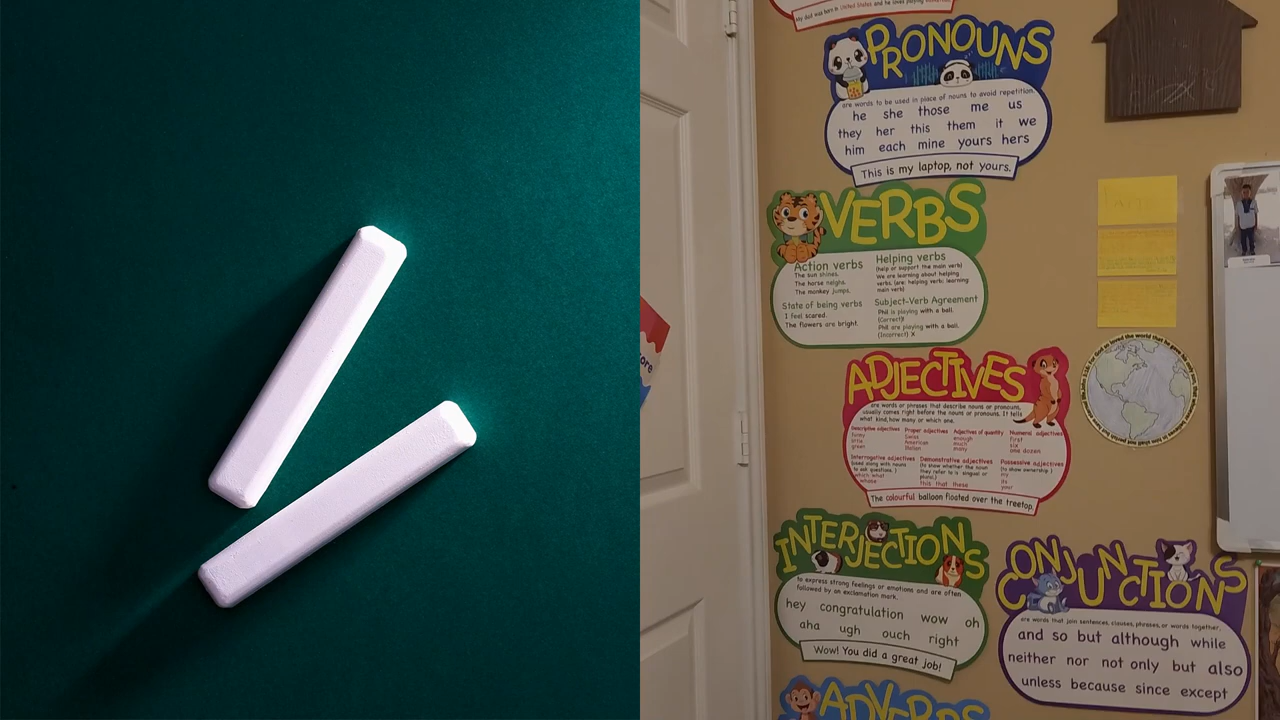 My dad was born in United States and he loves playing
PRONOUNS
are words to be used in place of nouns to avoid repetition.
he she those me us
they her this them it we
him each mine yours hers
This is my laptop, not yours.
VERBS
Action verbs
The sun shines.
The horse neighs.
The monkey jumps.
State of being verbs
I feel scared.
The flowers are bright.
Helping verbs
(help or support the main verb)
We are learning about helping
verbs. (are: helping verb; learning:
main verb)
Subject-Verb Agreement
Phil is playing with a ball.
(Correct)
Phil are playing with a ball.
(Incorrect) X
ore
ADJECTIVES
are words or phrases that describe nouns or pronouns.
usually comes right before the nouns or pronouns. It tells
what kind, how many or which one.
Descriptive adjectives
funny
little
green
Proper adjectives
Swiss
American
Italian
Adjectives of quantity
enough
much
many
Numeral adjectives
first
six
one dozen
Interrogative adjectives
(used along with nouns
to ask questions.)
which what
whose
Demonstrative adjectives
(to show whether the noun
they refer to is singular or
plural.)
this that these
Possessive adjectives
(to show ownership)
my
its
your
The colourful balloon floated over the treetop.
INTERJECTIONS
to express strong feelings or emotions and are often
followed by an exclamation mark.
hey congratulation wow oh
aha ugh ouch right
Wow! You did a great job!
CONJUNCTIONS
are words that join sentences, clauses, phrases, or words together.
and so but although while
neither nor not only but also
unless because since except
ADVERBS